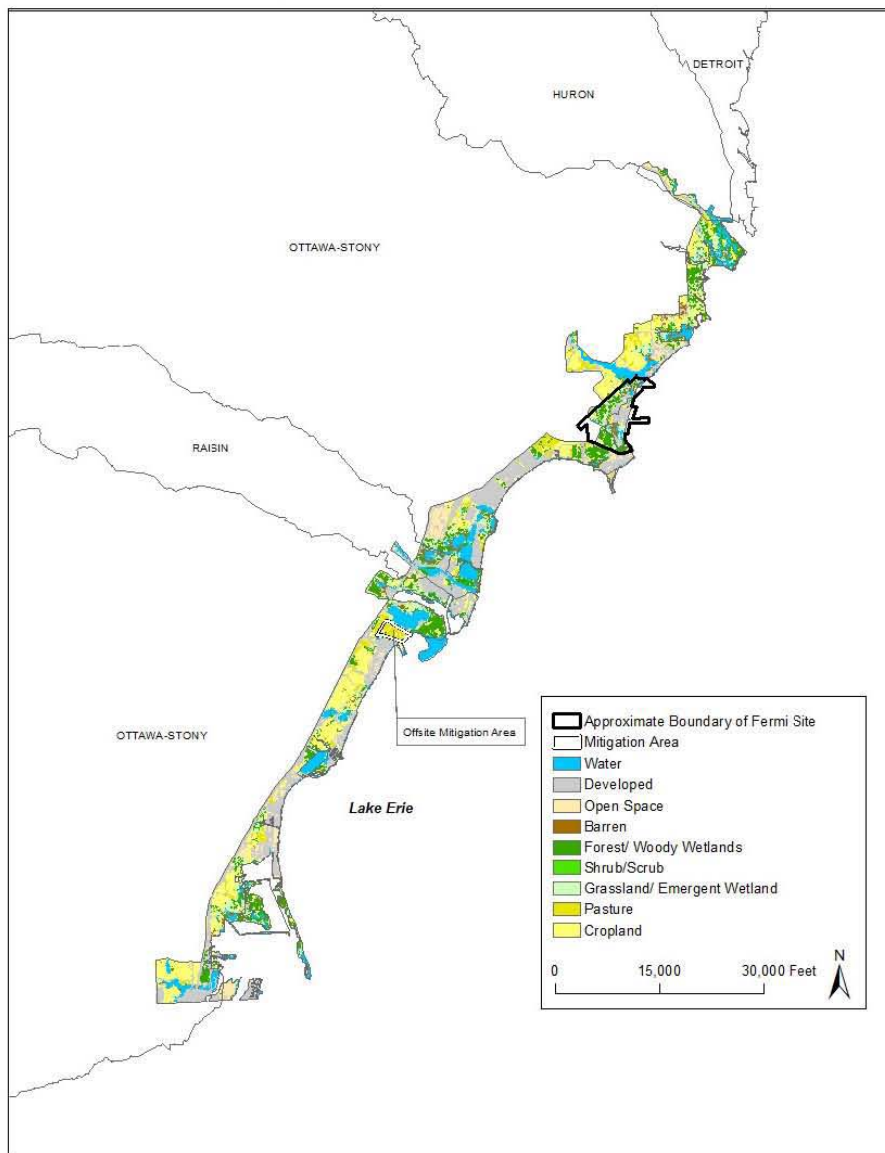 DETROIT
HURON
OTTAWA-STONY
RAISIN
Offsite Mitigation Area
OTTAWA-STONY
Lake Erie
Approximate Boundary of Fermi Site
Mitigation Area
Water
Developed
Open Space
Barren
Forest/ Woody Wetlands
Shrub/Scrub
Grassland/ Emergent Wetland
Pasture
Cropland
N
0 15,000 30,000 Feet